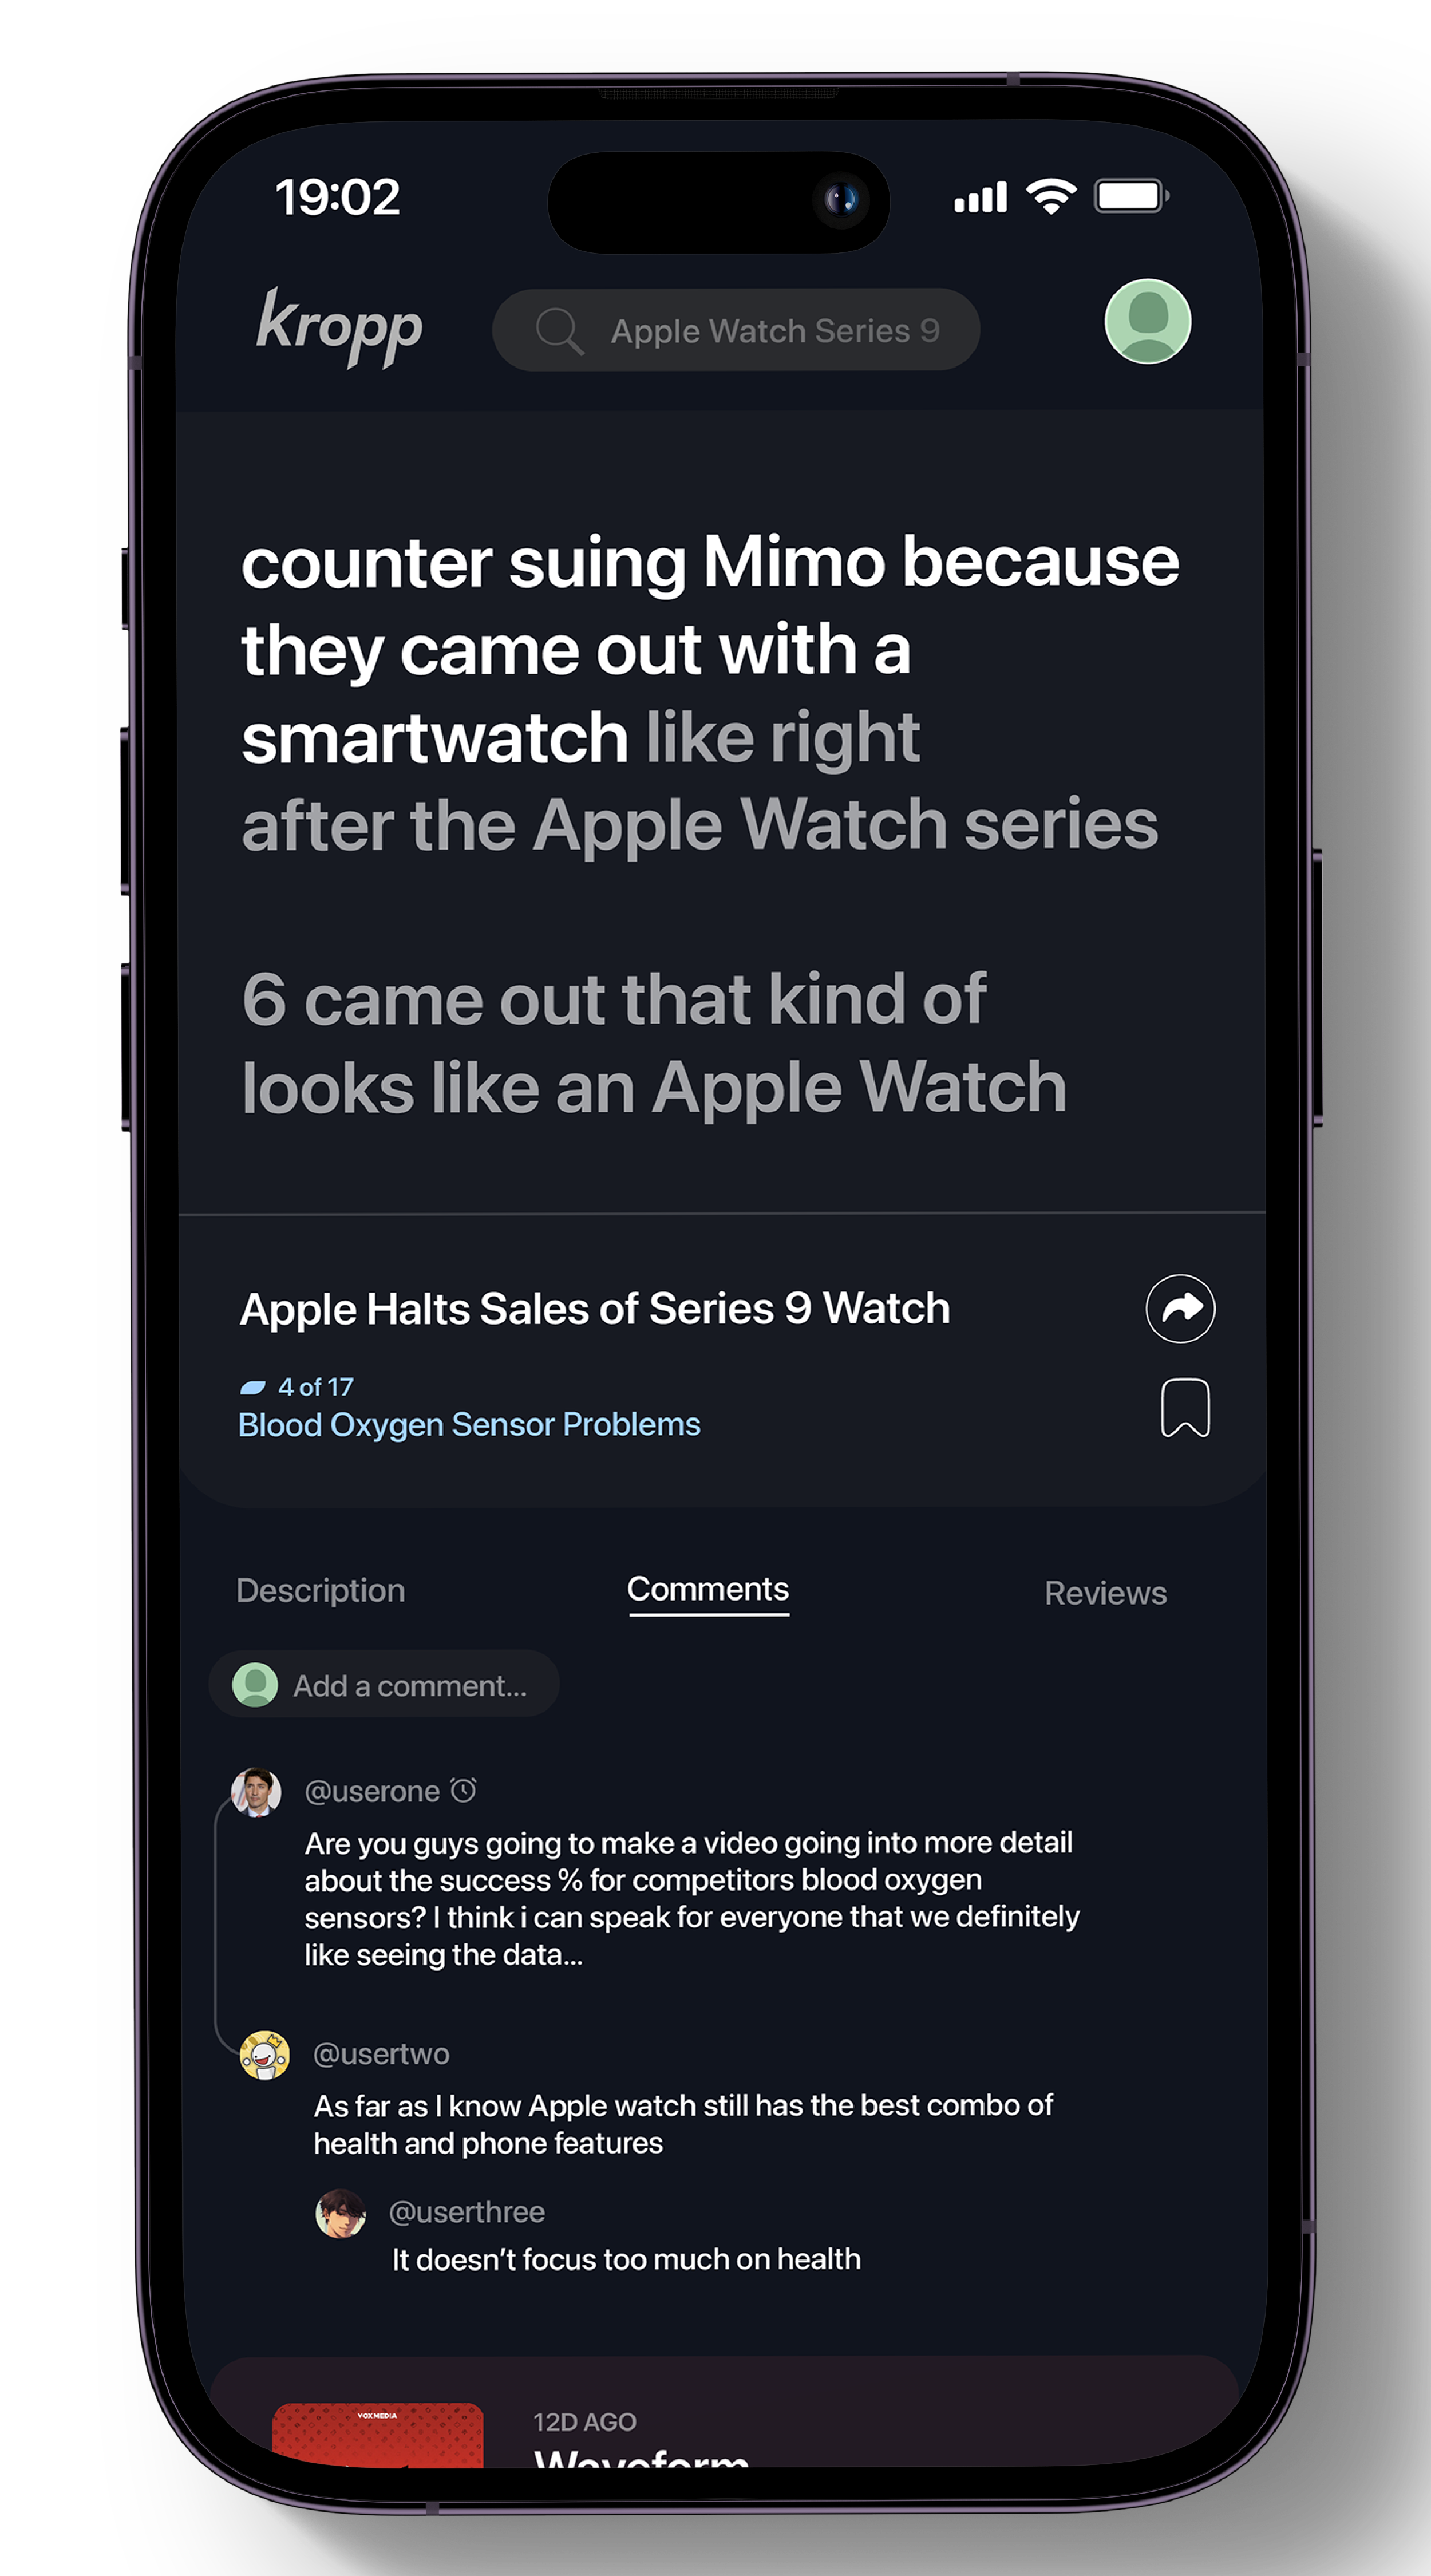 19:02
kropp
Apple Watch Series 9
counter suing Mimo because
they came out with a
smartwatch like right
after the Apple Watch series
6 came out that kind of
looks like an Apple Watch
Apple Halts Sales of Series 9 Watch
4 of 17
Blood Oxygen Sensor Problems
Description
Comments
Reviews
Add a comment...
@userone
Are you guys going to make a video going into more detail
about the success % for competitors blood oxygen
sensors? I think i can speak for everyone that we definitely
like seeing the data...
@usertwo
As far as I know Apple watch still has the best combo of
health and phone features
@userthree
It doesn't focus too much on health
VOXMEDIA
12D AGO
Waveform